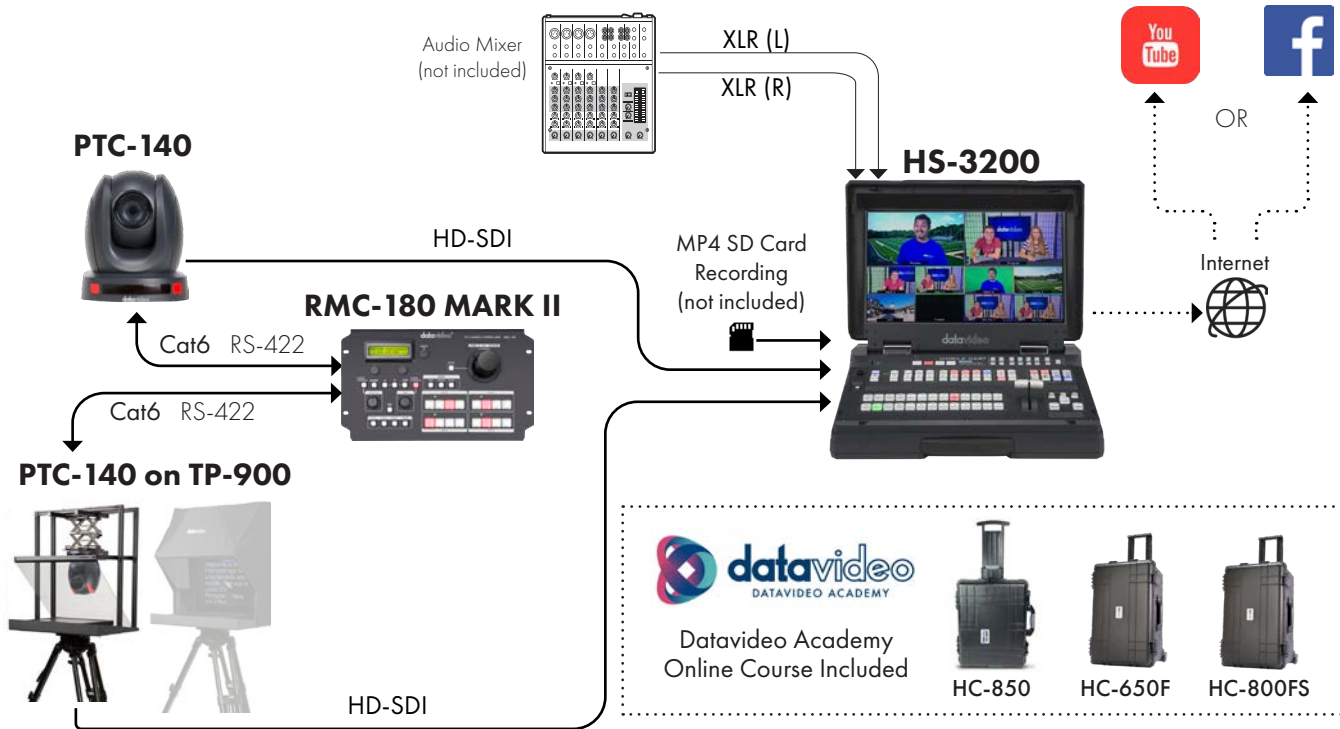 Audio Mixer
(not included)
XLR (L)
XLR (R)
You
Tube
f
OR
PTC-140
HS-3200
HD-SDI
MP4 SD Card
Recording
(not included)
Internet
RMC-180 MARK II
Cat6 RS-422
Cat6 RS-422
datavideo
PTC-140 on TP-900
HD-SDI
datavideo
DATAVIDEO ACADEMY
Datavideo Academy
Online Course Included
HC-850
HC-650F
HC-800FS